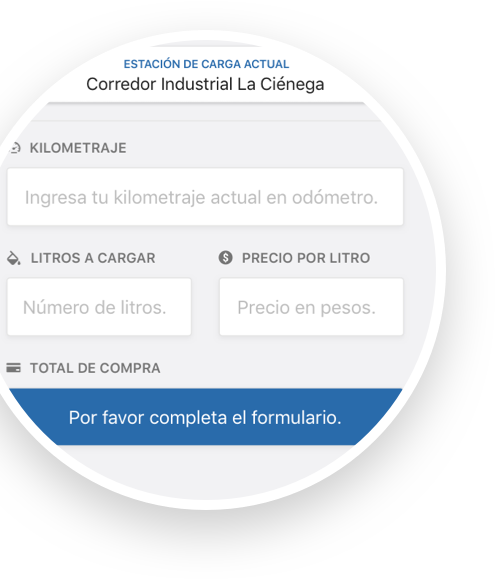 ESTACIÓN DE CARGA ACTUAL
Corredor Industrial La Ciénega
KILOMETRAJE
Ingresa tu kilometraje actual en odómetro.
LITROS A CARGAR
PRECIO POR LITRO
Número de litros.
Precio en pesos.
TOTAL DE COMPRA
Por favor completa el formulario.